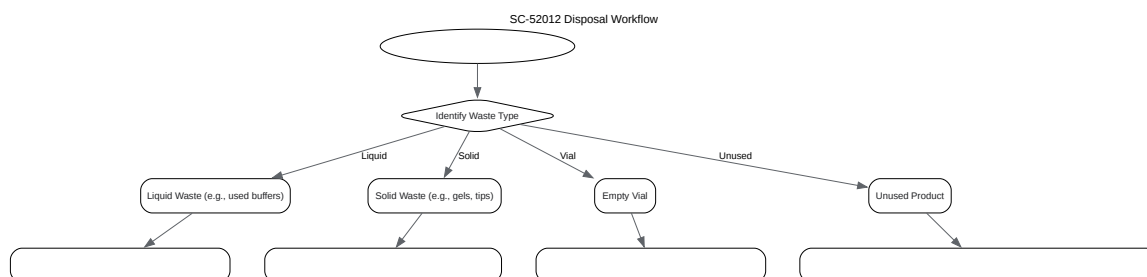 SC-52012 Disposal Workflow
Identify Waste Type
Liquid
Solid
Vial
Unused
Liquid Waste (e.g., used buffers)
Solid Waste (e.g., gels, tips)
Empty Vial
Unused Product